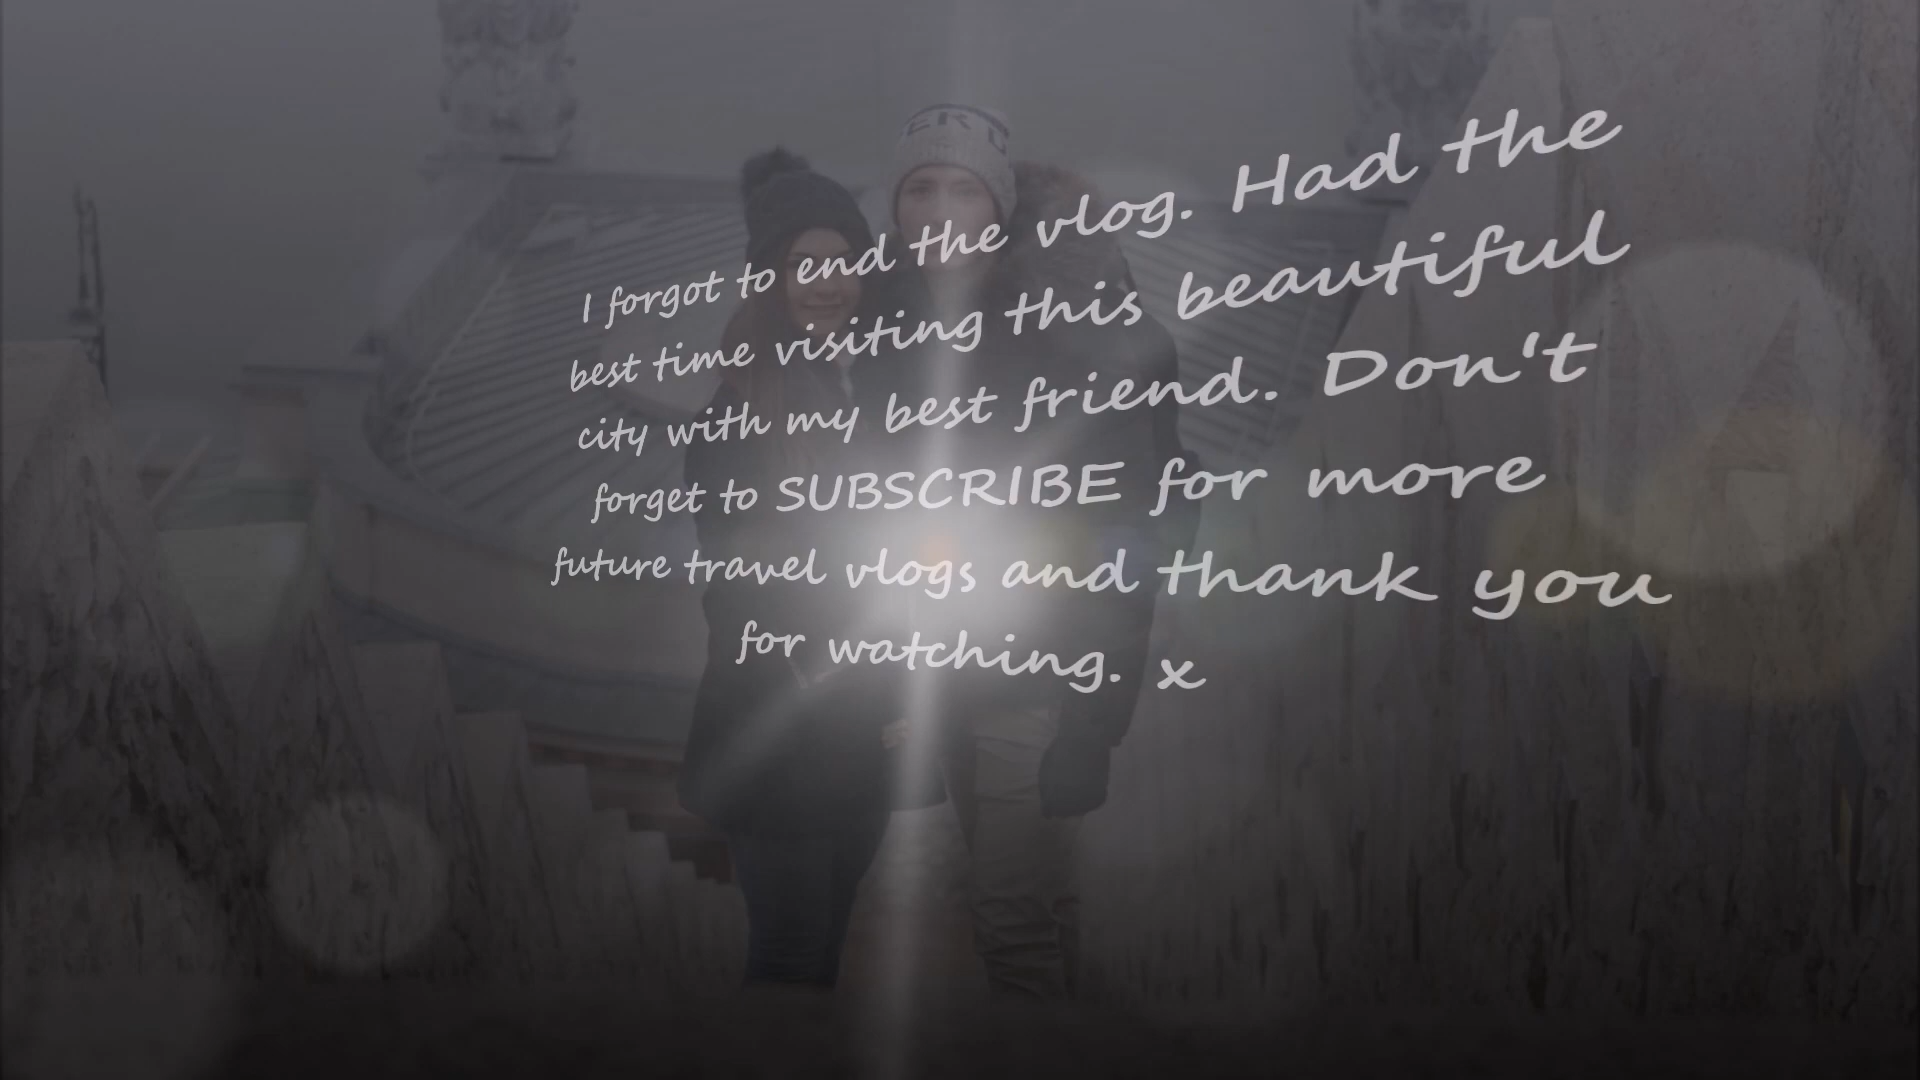 I forgot to end the vlog. Had the
best time visiting this beautiful
city with my best friend. Don't
forget to SUBSCRIBE for more
future travel vlogs and thank you
for watching. x